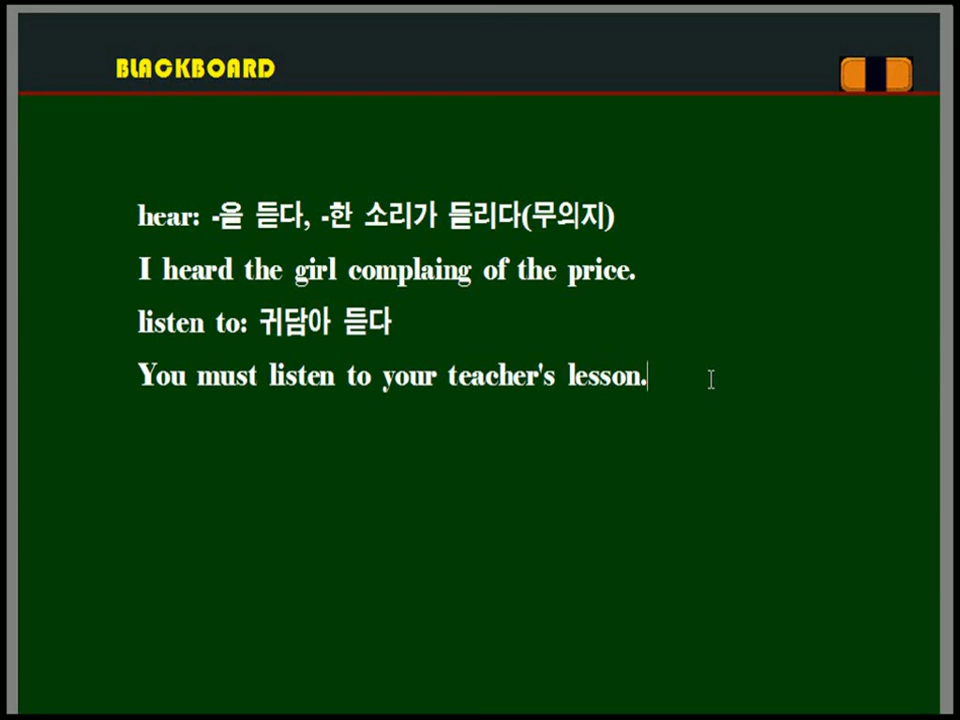 BLACKBOARD
hear: -을 듣다, -한 소리가 들리다(무의지)
I heard the girl complaing of the price.
listen to: 귀담아 듣다
You must listen to your teacher's lesson.